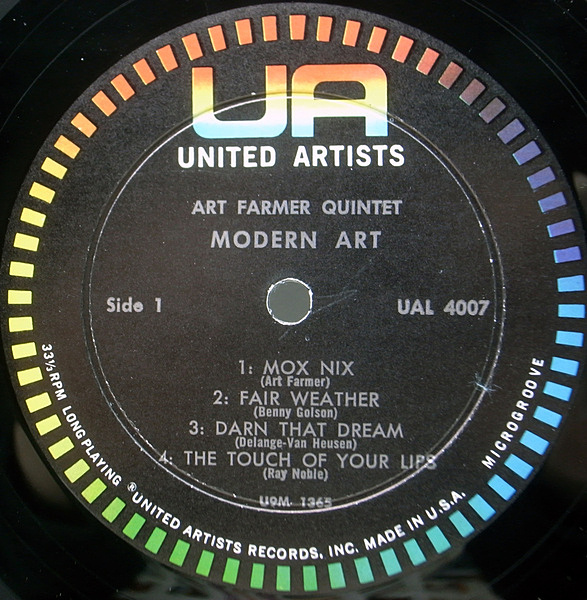 UA
UNITED ARTISTS
ART FARMER QUINTET
MODERN ART
Side 1
UAL 4007
1: MOX NIX
(Art Farmer)
2: FAIR WEATHER
(Benny Golson)
3: DARN THAT DREAM
(Delange-Van Heusen)
4: THE TOUCH OF YOUR LIPS
(Ray Noble)
U9M 1365
33⅓ RPM LONG PLAYING ®UNITED ARTISTS RECORDS, INC. MADE IN U.S.A. MICROGROOVE